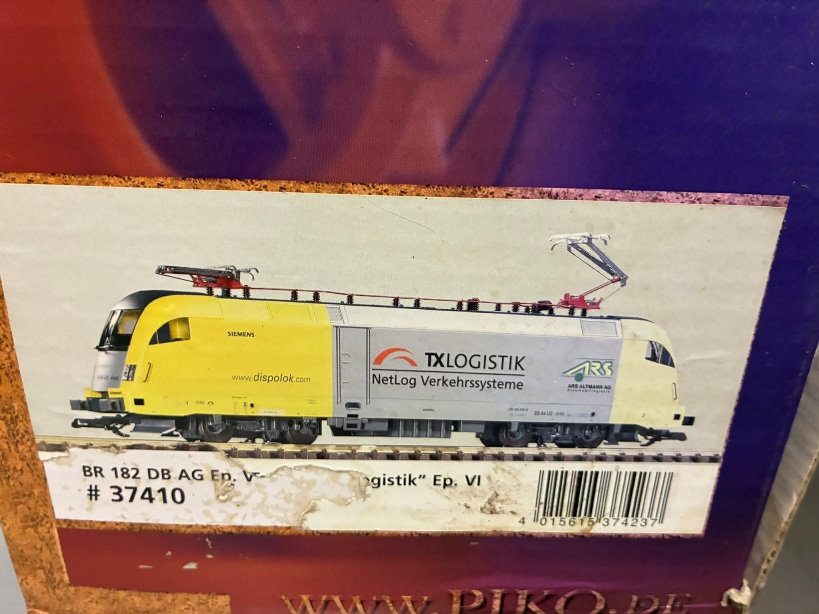 SIEMENS
www.dispolok.com
TXLOGISTIK
NetLog Verkehrssysteme
ARS
ARS ALTMANN AG
BR 182 DB AG Ep. V gistik" Ep. VI
# 37410
4 015615 374237
WWW.PIKO.DE